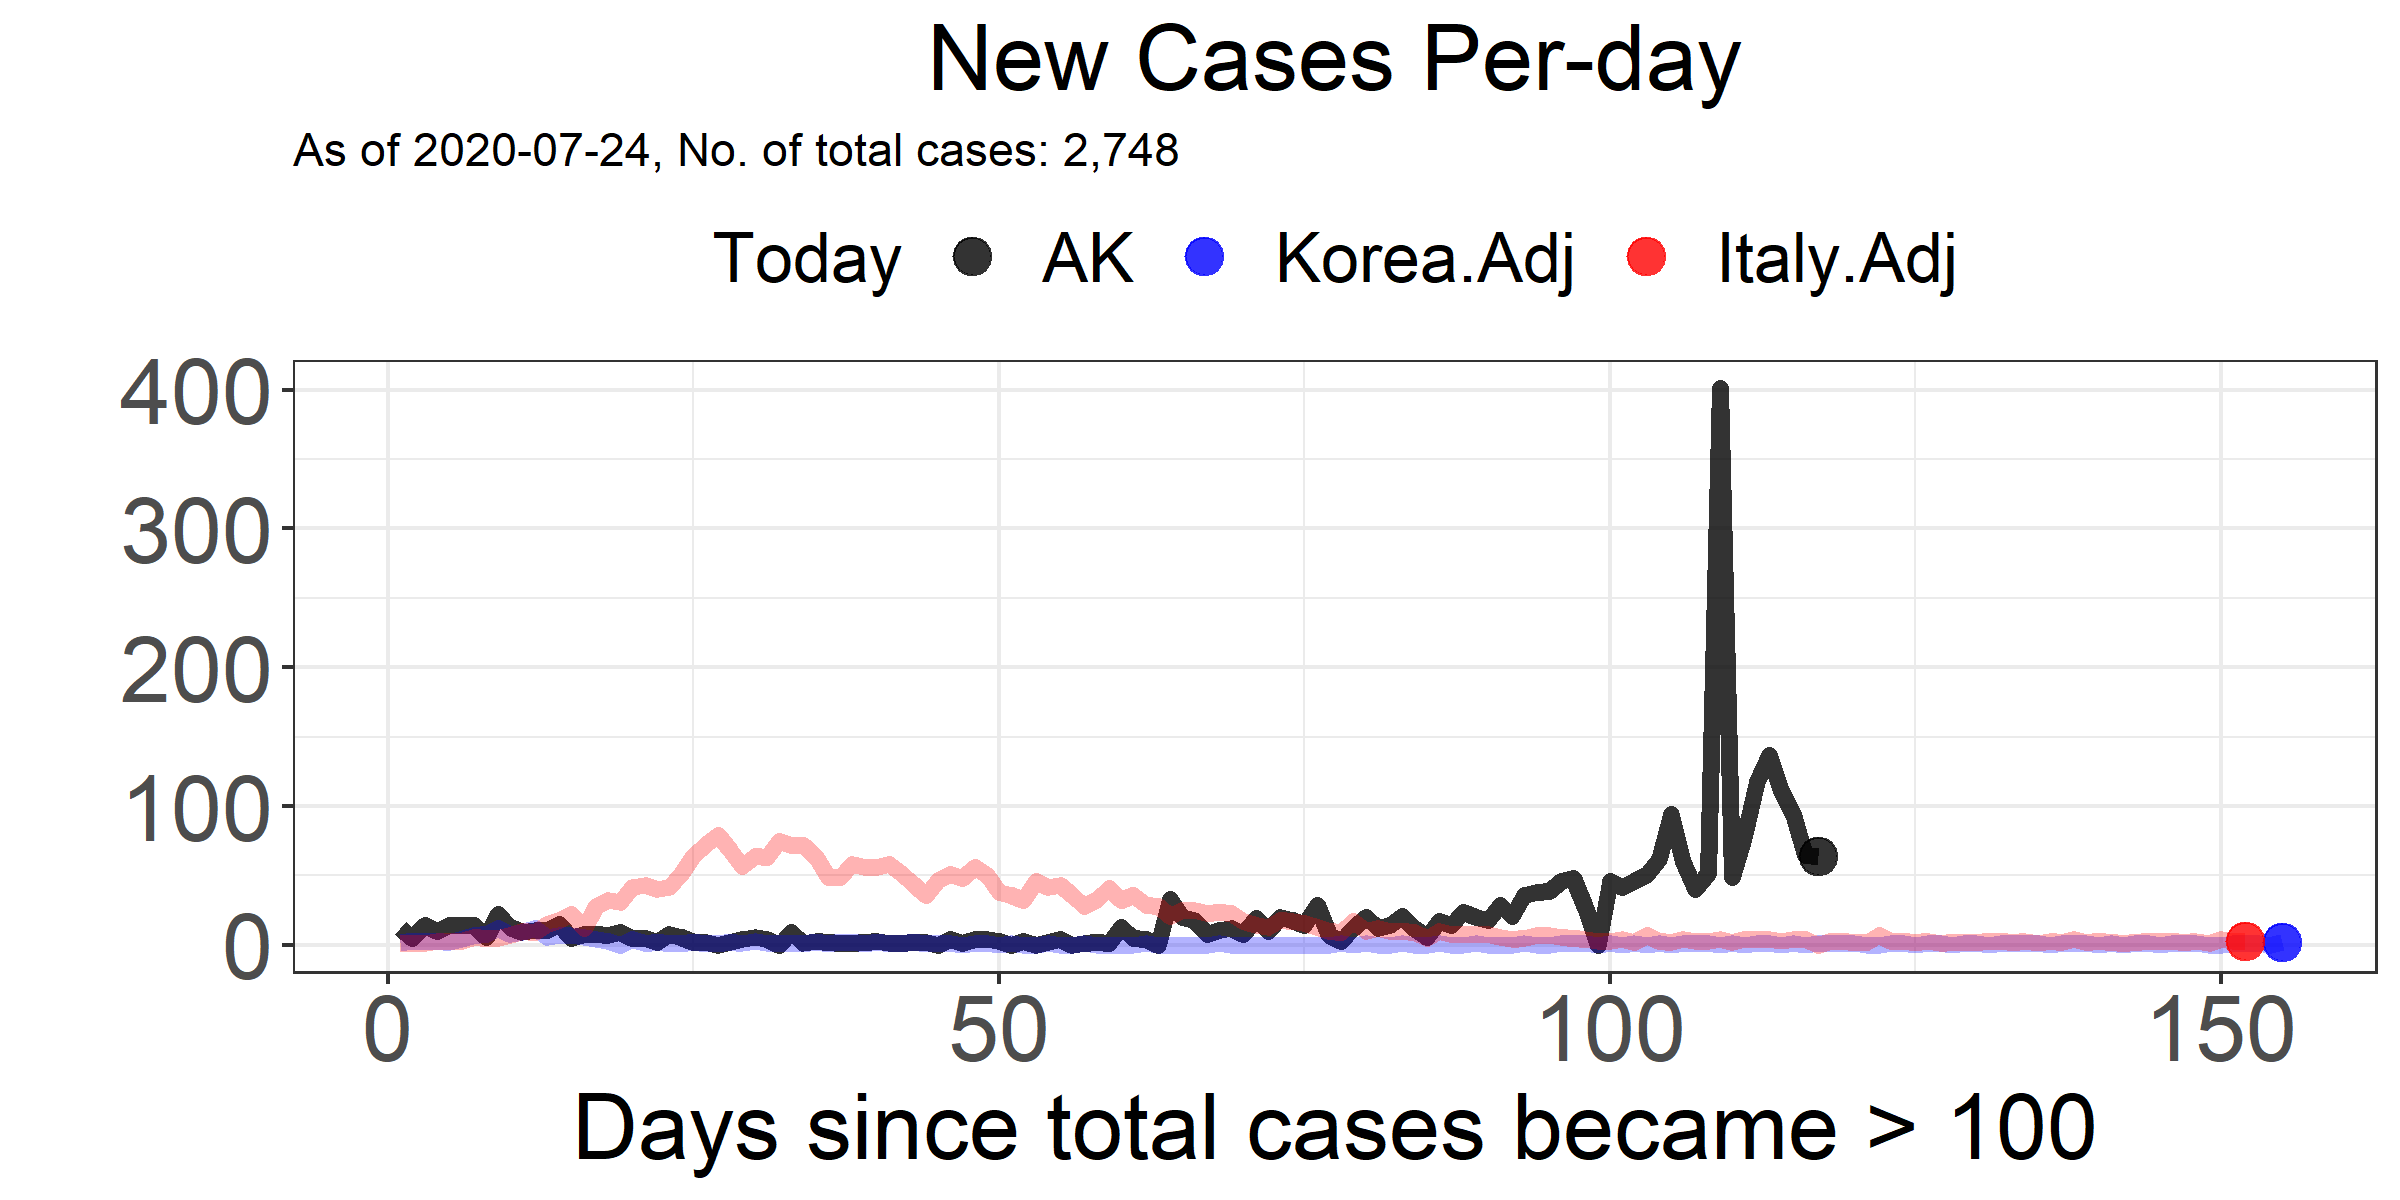 New Cases Per-day
As of 2020-07-24, No. of total cases: 2,748
Today AK Korea.Adj Italy.Adj
400
300
200
100
0
0 50 100 150
Days since total cases became > 100